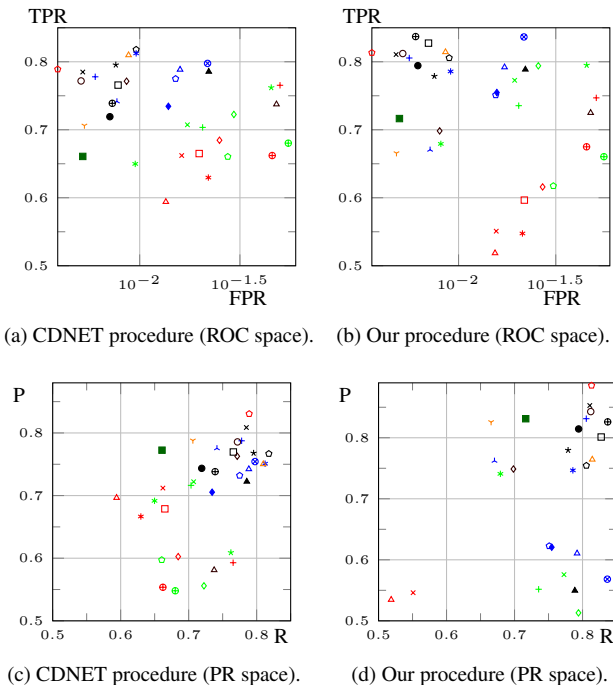 TPR TPR
0.8 0.8
0.7 0.7
0.6 0.6
0.5 0.5
10^−2 10^−1.5 10^−2 10^−1.5
FPR FPR
(a) CDNET procedure (ROC space). (b) Our procedure (ROC space).
P P
0.8 0.8
0.7 0.7
0.6 0.6
0.5 0.5
0.5 0.6 0.7 0.8 R 0.5 0.6 0.7 0.8 R
(c) CDNET procedure (PR space). (d) Our procedure (PR space).